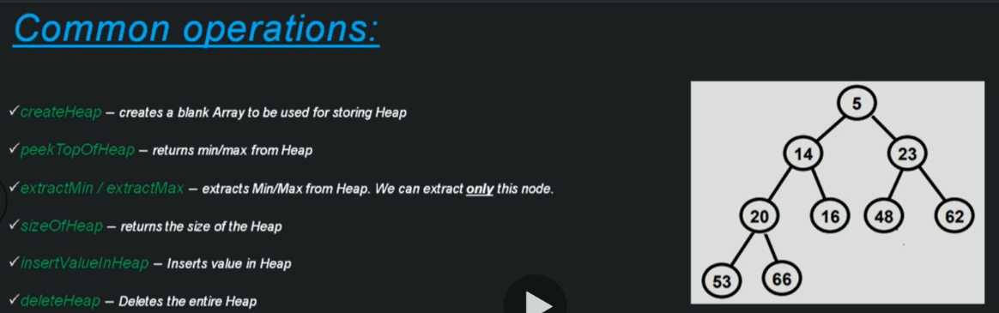 Common operations:
✓createHeap – creates a blank Array to be used for storing Heap
✓peekTopOfHeap – returns min/max from Heap
✓extractMin / extractMax – extracts Min/Max from Heap. We can extract only this node.
✓sizeOfHeap – returns the size of the Heap
✓insertValueInHeap – Inserts value in Heap
✓deleteHeap – Deletes the entire Heap
5
14 23
20 16 48 62
53 66